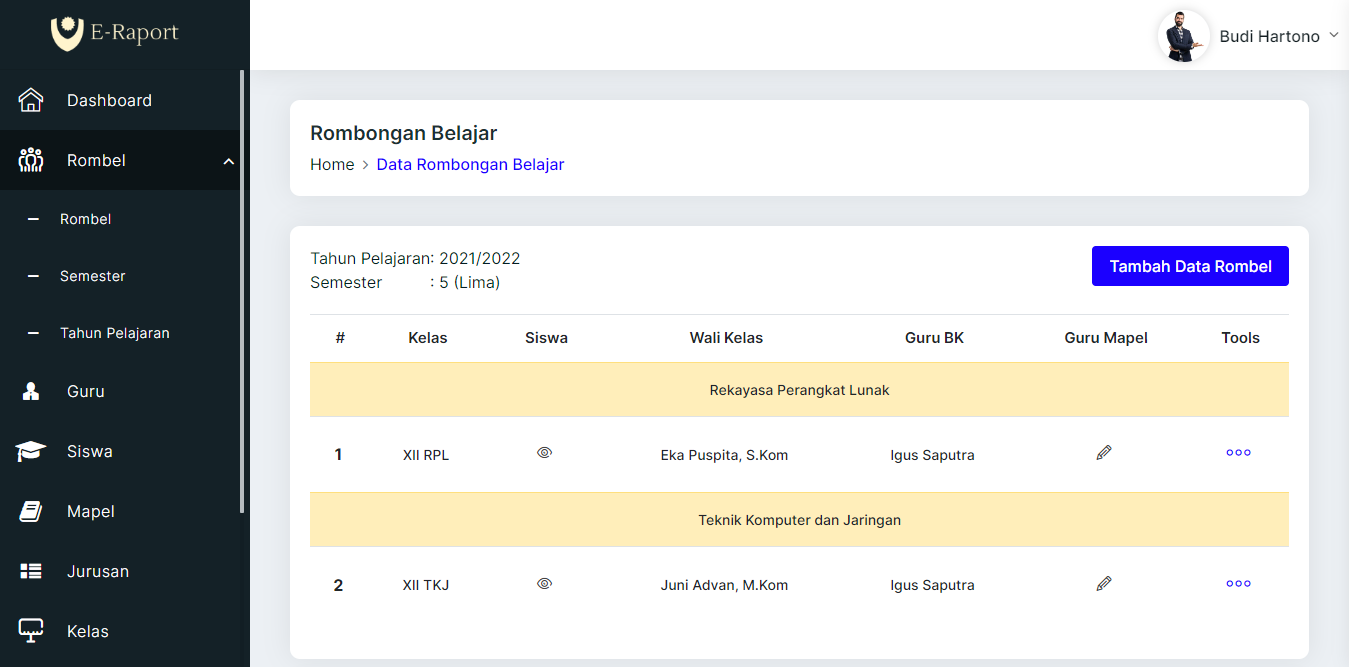 E-Raport
Budi Hartono
Dashboard
Rombel
Rombel
Semester
Tahun Pelajaran
Guru
Siswa
Mapel
Jurusan
Kelas
Rombongan Belajar
Home > Data Rombongan Belajar
Tahun Pelajaran: 2021/2022
Semester : 5 (Lima)
Tambah Data Rombel
# Kelas Siswa Wali Kelas Guru BK Guru Mapel Tools
Rekayasa Perangkat Lunak
1 XII RPL Eka Puspita, S.Kom Igus Saputra
Teknik Komputer dan Jaringan
2 XII TKJ Juni Advan, M.Kom Igus Saputra